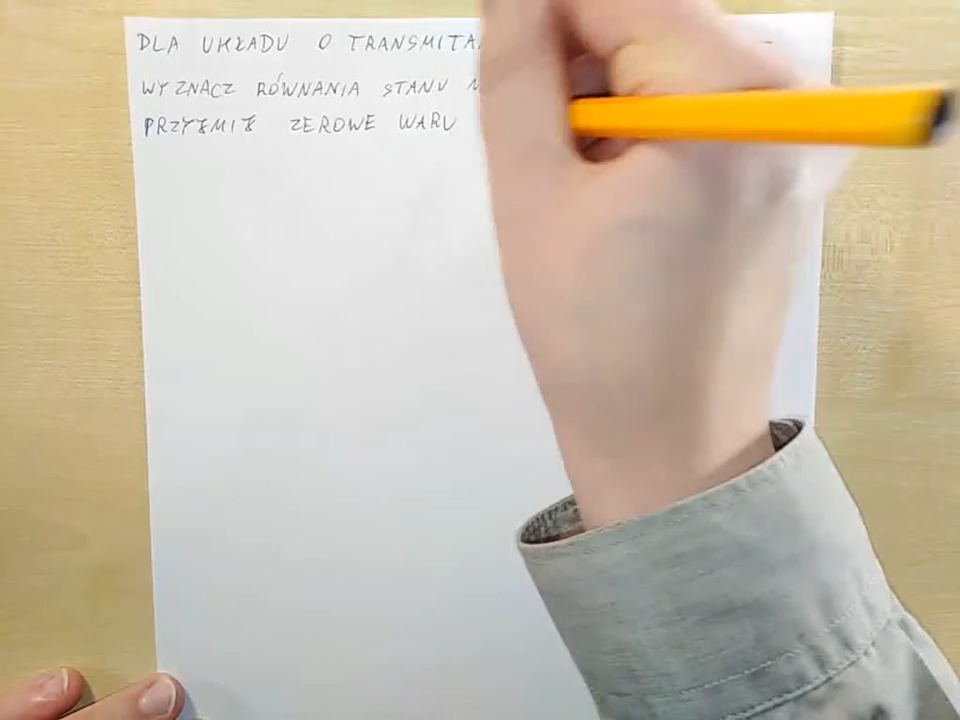 DLA UKŁADU O TRANSMITA
WYZNACZ RÓWNANIA STANU
PRZYJMIJ ZEROWE WARU